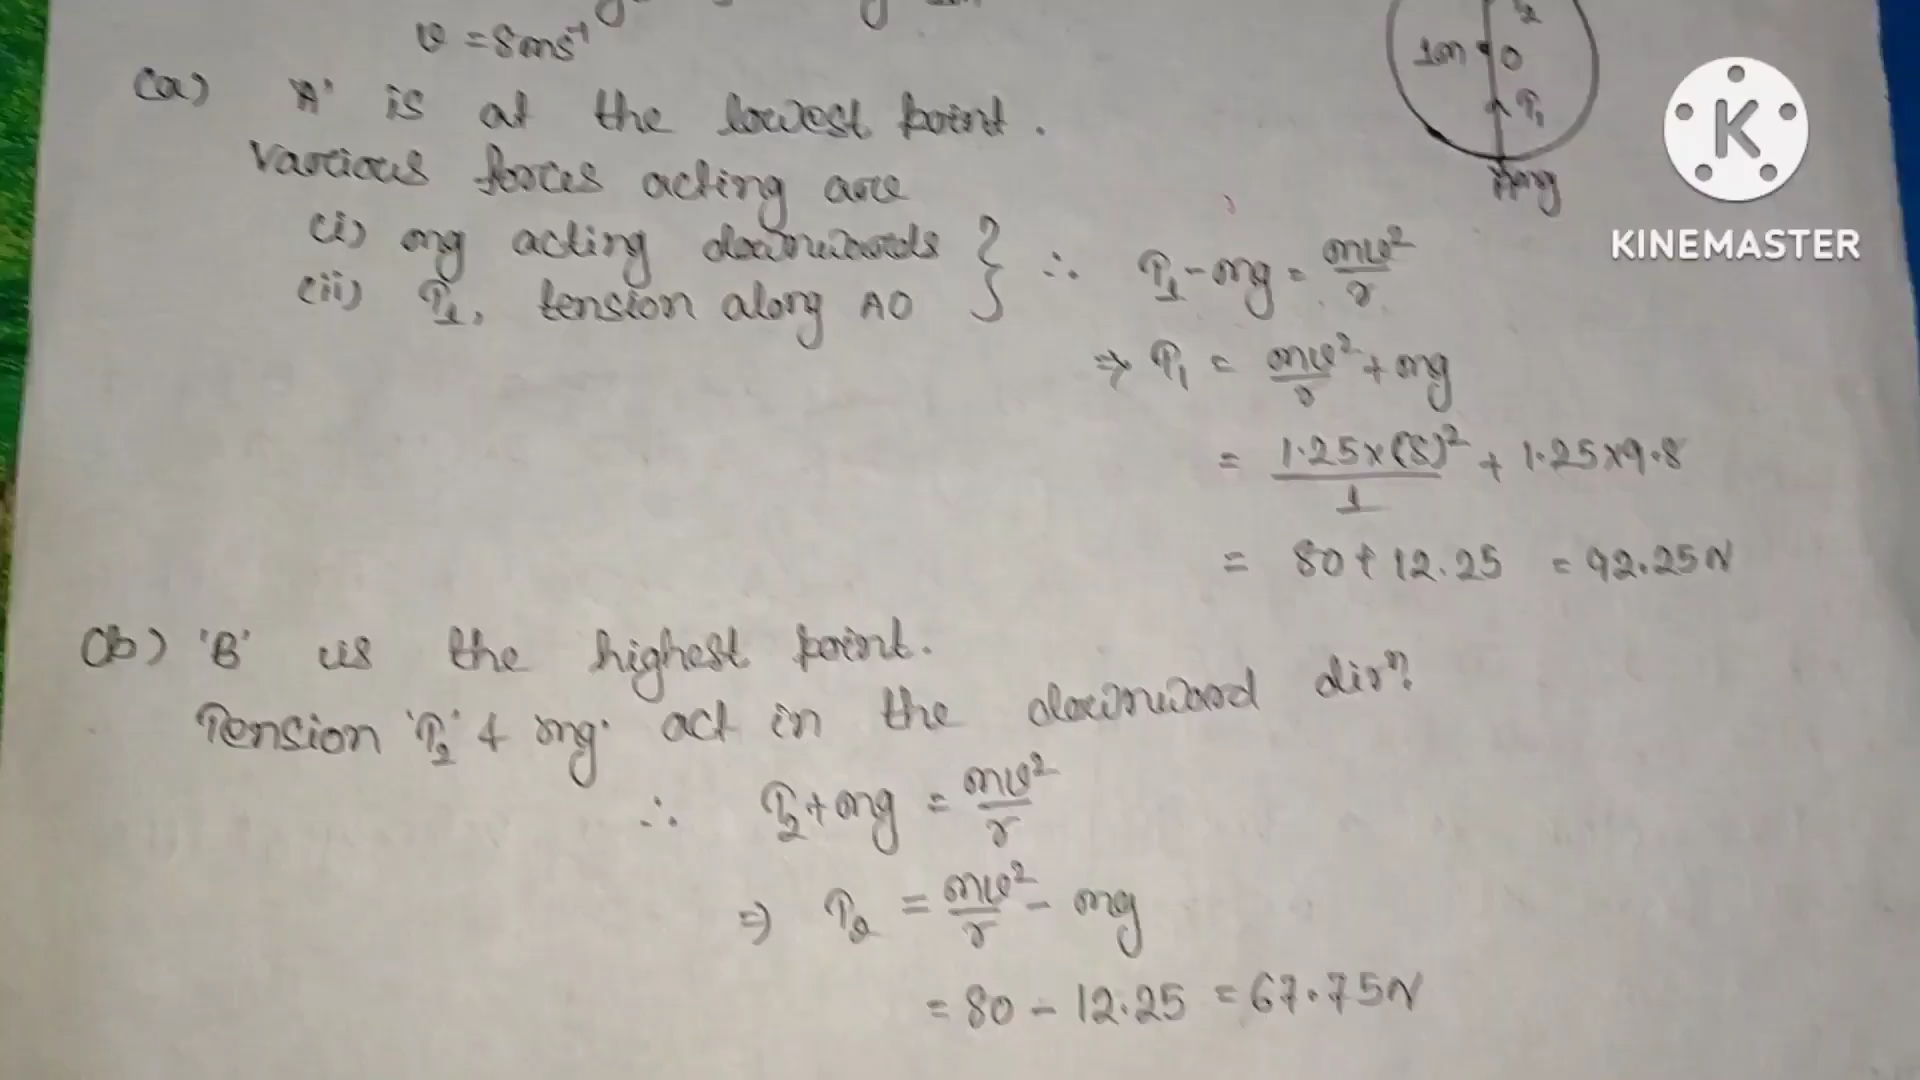 v = 8ms⁻¹
(a) 'A' is at the lowest point.
Various forces acting are
(i) mg acting downwards
(ii) T₁, tension along AO
∴ T₁ - mg = mv²/r
⇒ T₁ = mv²/r + mg
= 1.25×(8)²/1 + 1.25×9.8
= 80 + 12.25 = 92.25N
(b) 'B' is the highest point.
Tension 'T₂' & mg. act in the downward dirⁿ.
∴ T₂ + mg = mv²/r
⇒ T₂ = mv²/r - mg
= 80 - 12.25 = 67.75N
T₂
1m O
T₁
mg
K
KINEMASTER